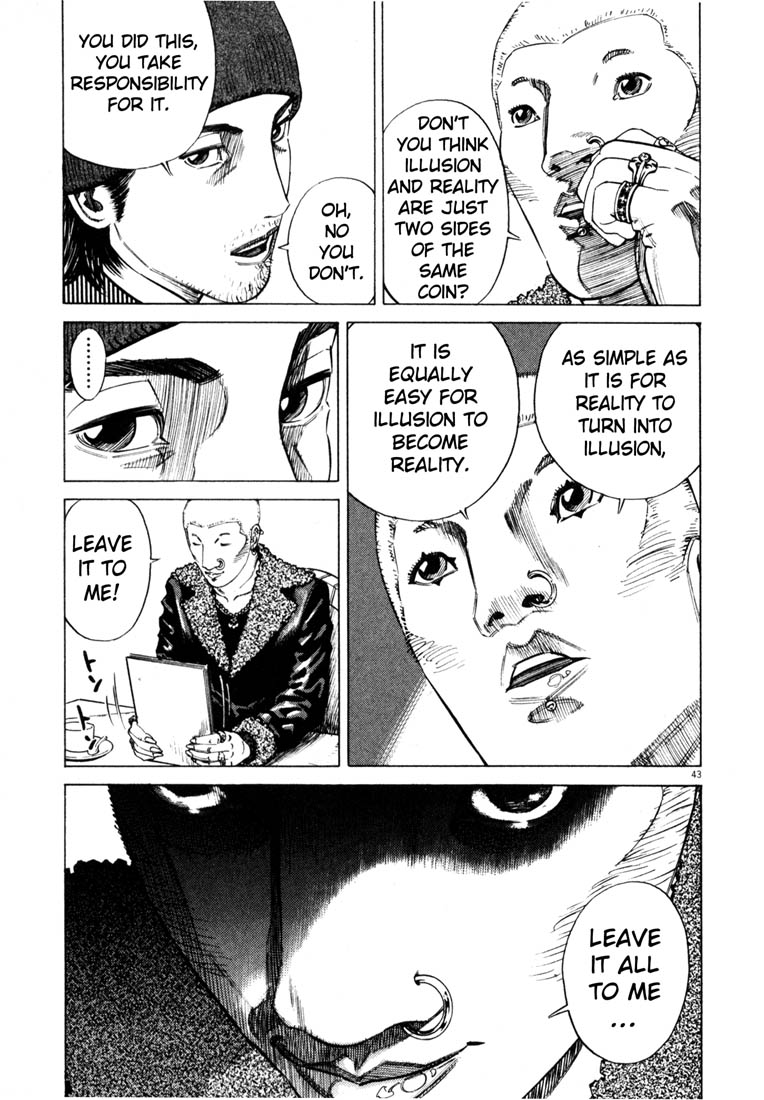 DON'T
YOU THINK
ILLUSION
AND REALITY
ARE JUST
TWO SIDES
OF THE
SAME
COIN?
OH,
NO
YOU
DON'T.
YOU DID THIS,
YOU TAKE
RESPONSIBILITY
FOR IT.
AS SIMPLE AS
IT IS FOR
REALITY TO
TURN INTO
ILLUSION,
IT IS
EQUALLY
EASY FOR
ILLUSION TO
BECOME
REALITY.
........
LEAVE
IT TO
ME!
トン
43
LEAVE
IT ALL
TO ME
...